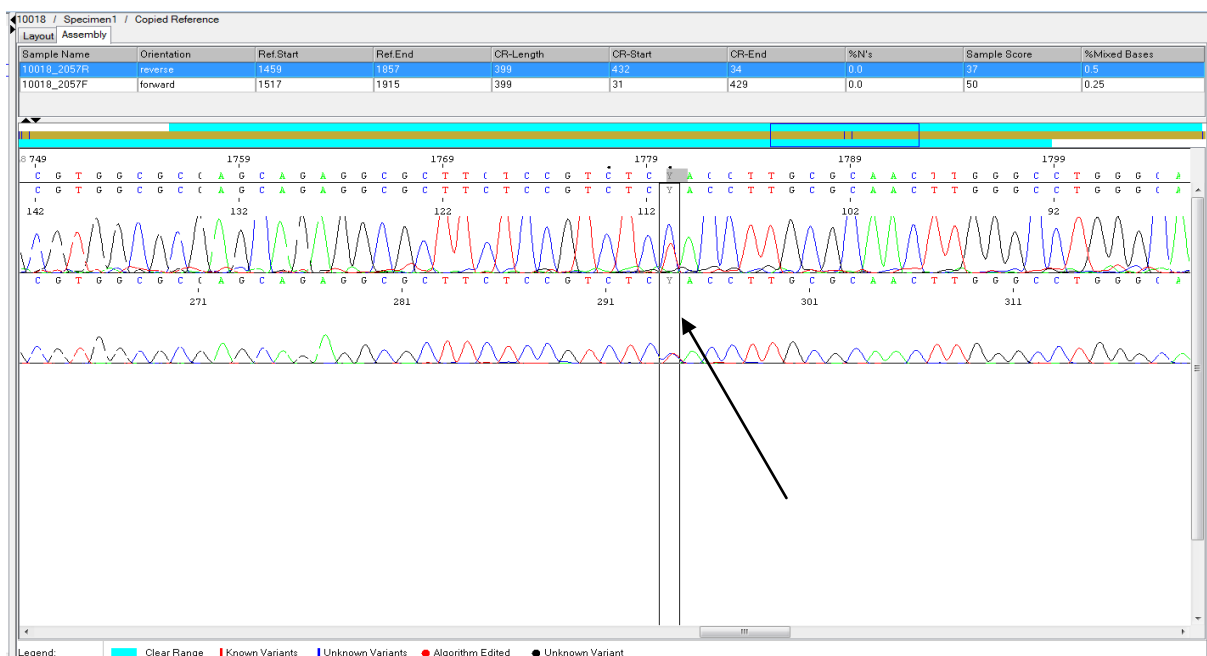 10018 / Specimen1 / Copied Reference
Layout Assembly
Sample Name Orientation Ref.Start Ref.End CR-Length CR-Start CR-End %N's Sample Score %Mixed Bases
10018_2057R reverse 1459 1857 399 432 34 0.0 37 0.5
10018_2057F forward 1517 1915 399 31 429 0.0 50 0.25
749 1759 1769 1779 1789 1799
C G T G G C G C C A G C A G A G G C G C T T C T C C G T C T C Y A C C T T G C G C A A C T T G G G C C T G G G C A
C G T G G C G C C A G C A G A G G C G C T T C T C C G T C T C Y A C C T T G C G C A A C T T G G G C C T G G G C A
142 132 122 112 102 92
C G T G G C G C C A G C A G A G G C G C T T C T C C G T C T C Y A C C T T G C G C A A C T T G G G C C T G G G C A
271 281 291 301 311
Legend: Clear Range Known Variants Unknown Variants Algorithm Edited Unknown Variant